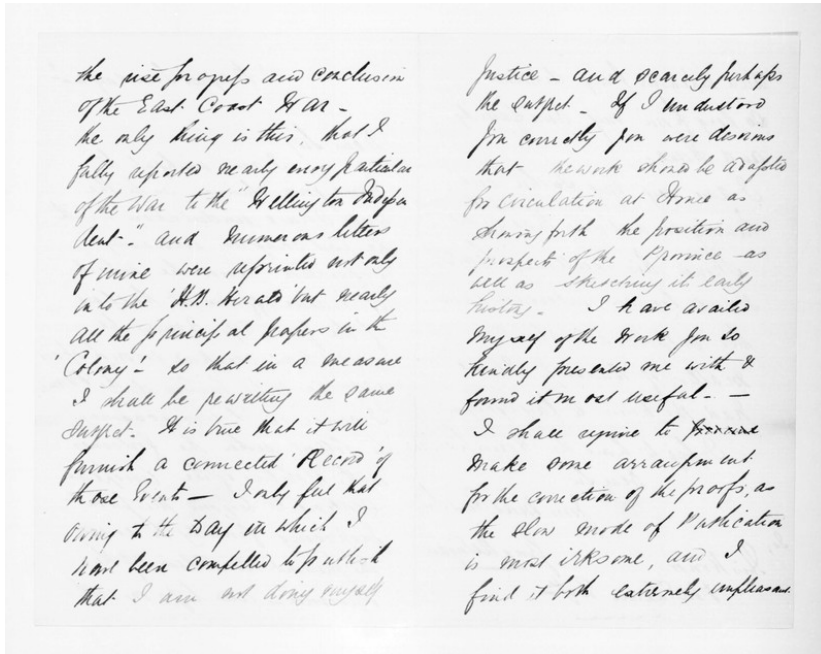 the rise progress and conclusion
of the East Coast War -
the only thing is this, that I
fully reported nearly every particular
of the War to the "Wellington Indepen
dent." and numerous letters
of mine were reprinted not only
into the 'H.B. Herald' but nearly
all the principal papers in the
'Colony' - so that in a measure
I shall be rewriting the same
subject. It is true that it will
furnish a connected 'Record' of
those Events - I only feel that
owing to the Way in which I
have been compelled to publish
that I am not doing myself
Justice - and scarcely perhaps
the subject. If I understood
you correctly you were desirous
that the work should be adapted
for circulation at Home as
showing forth the position and
prospects of the Province - as
well as sketching its early
history. I have availed
myself of the Work you so
kindly presented me with &
found it most useful. -
I shall require to
make some arrangement
for the correction of the proofs, as
the slow mode of Publication
is most irksome, and I
find it both extremely unpleasant